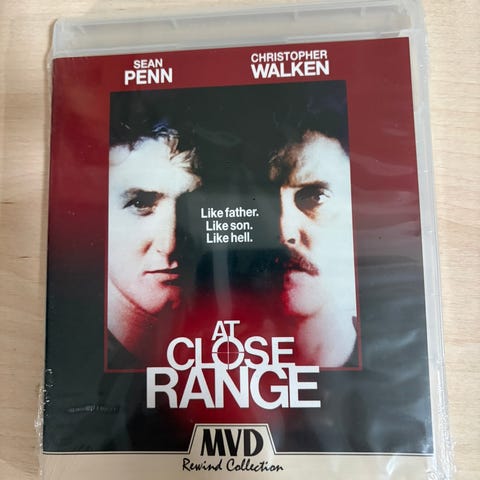 SEAN
PENN
CHRISTOPHER
WALKEN
Like father.
Like son.
Like hell.
AT
CLOSE
RANGE
MVD
Rewind Collection